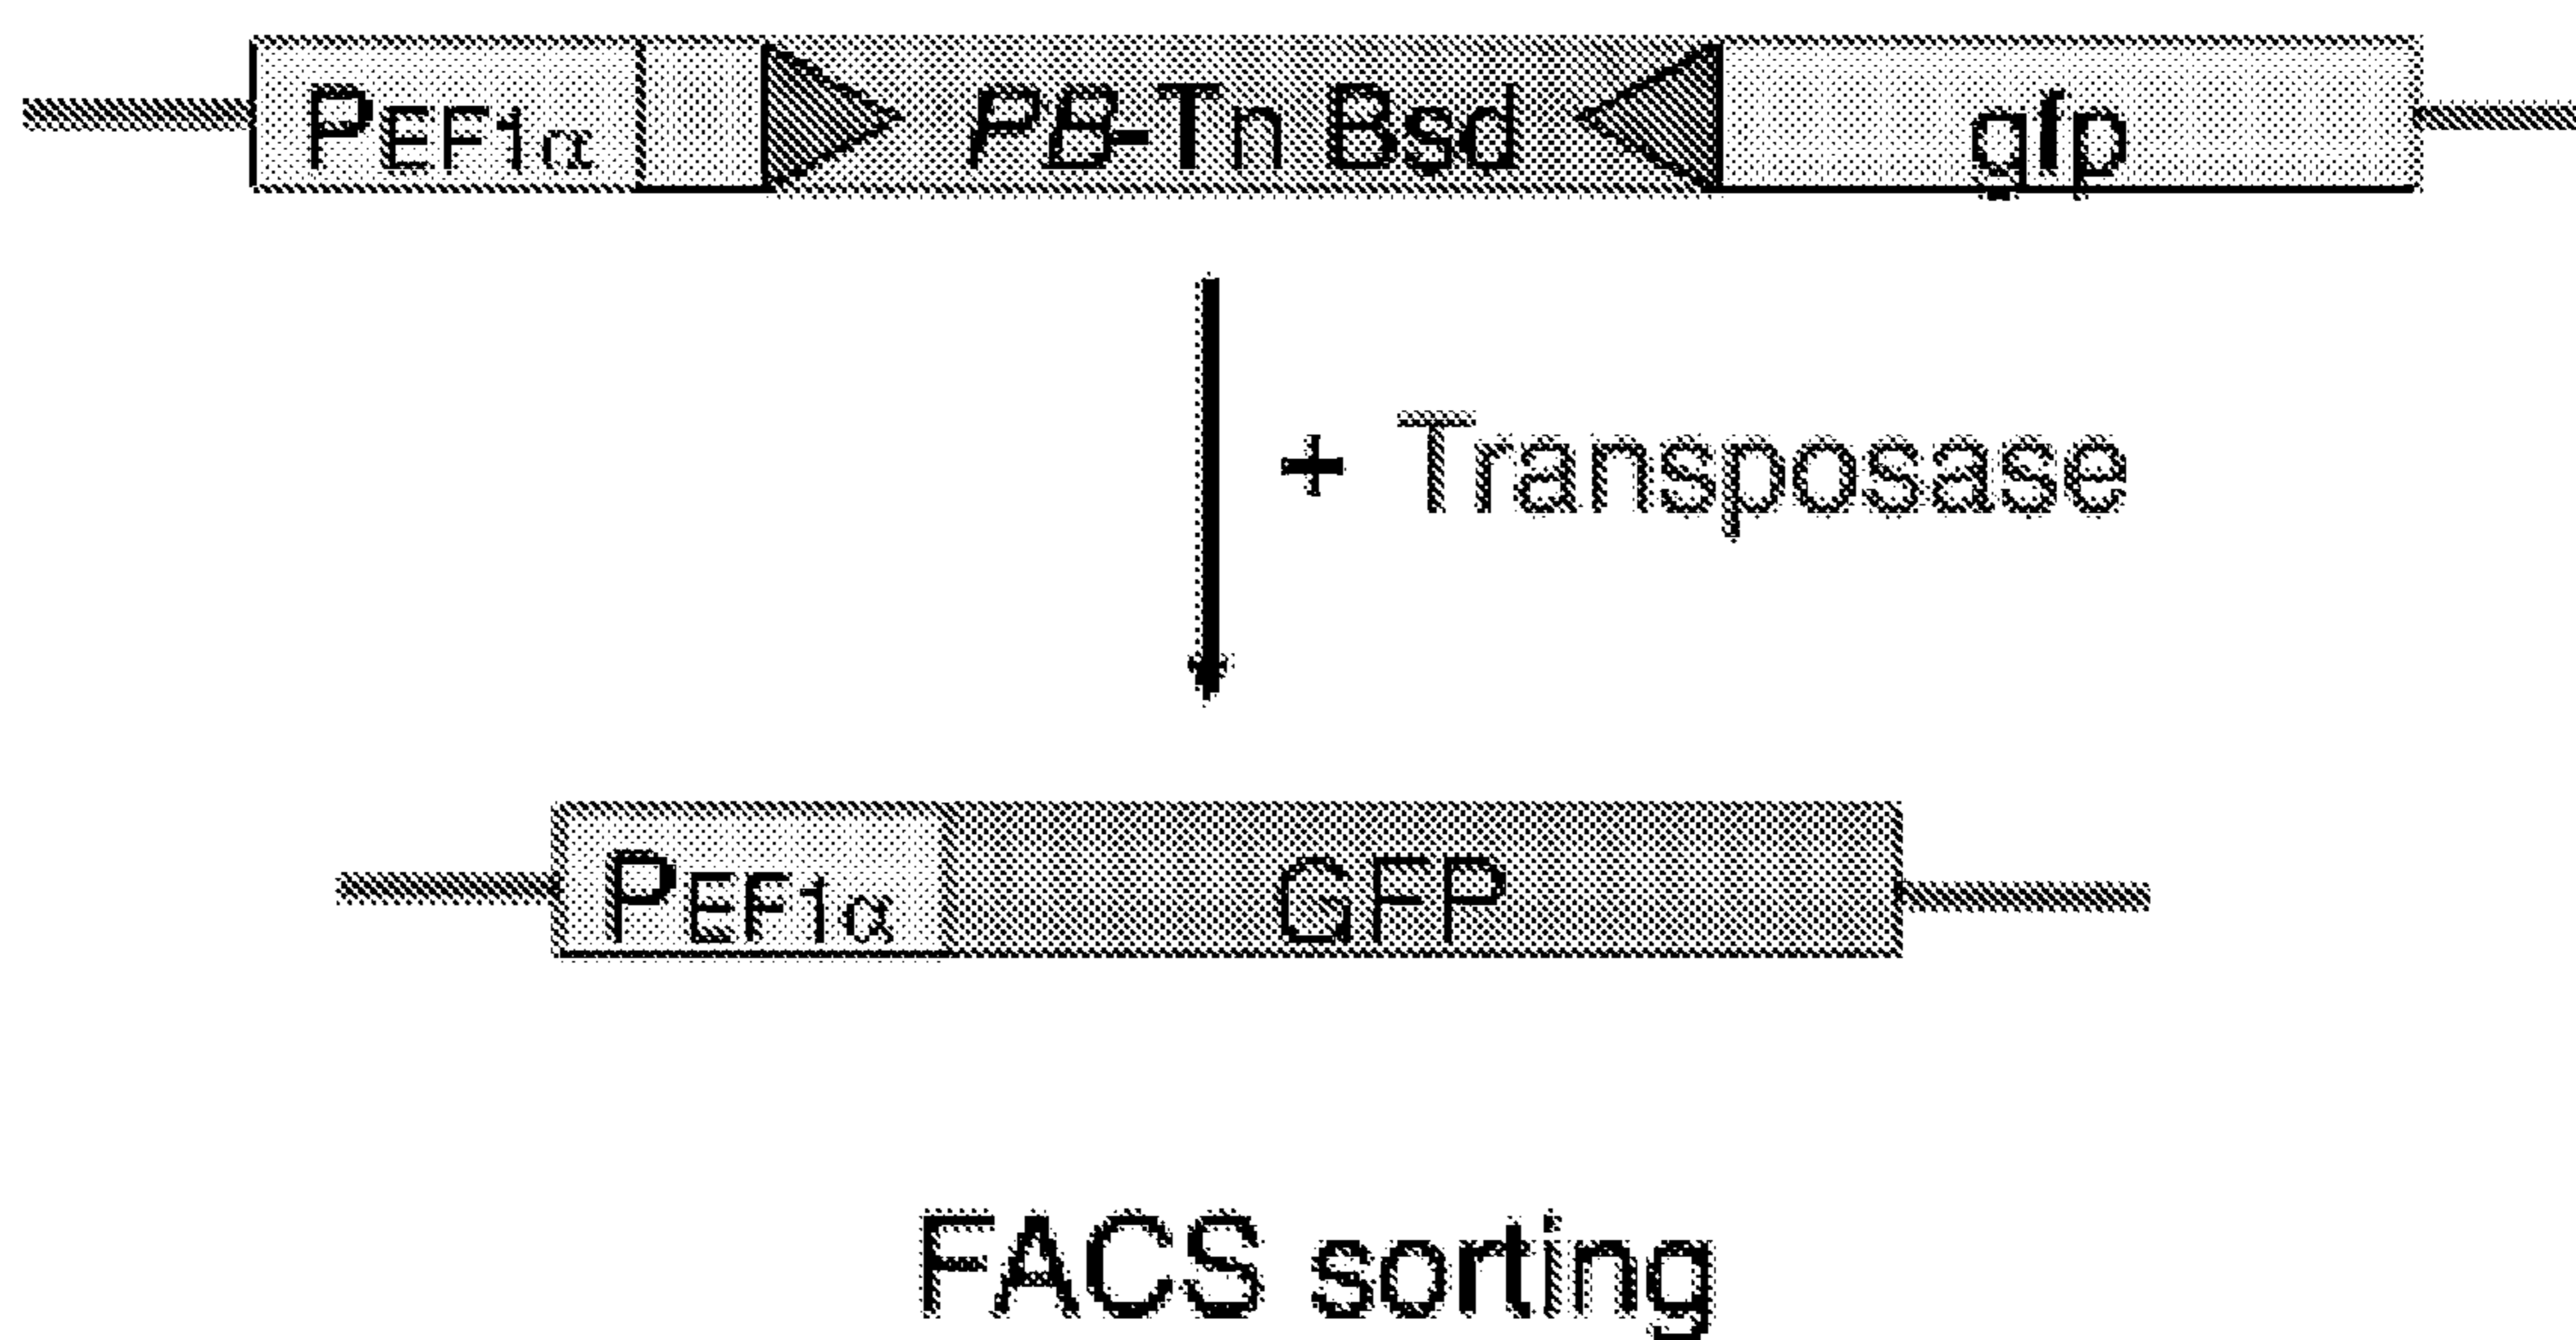 PEF1α PB-Tn Bsd gfp
+ Transposase
PEF1α GFP
FACS sorting